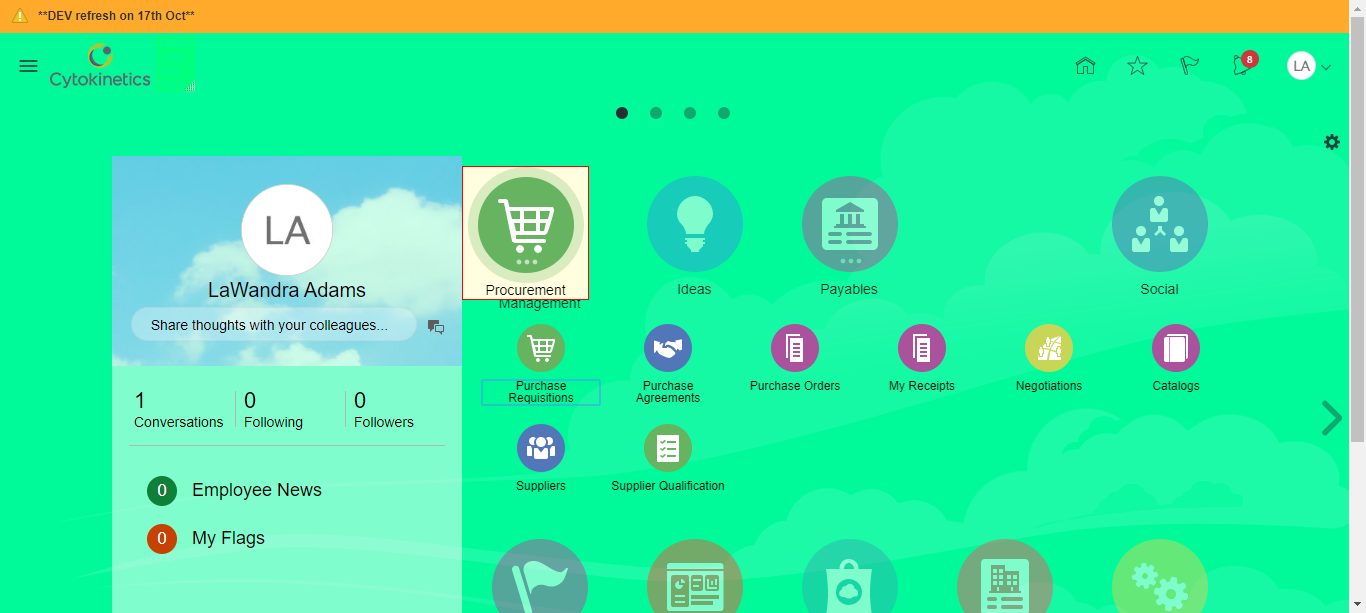 **DEV refresh on 17th Oct**
Cytokinetics
8
LA
LA
LaWandra Adams
Share thoughts with your colleagues...
1
Conversations
0
Following
0
Followers
0 Employee News
0 My Flags
Procurement
Management
Ideas
Payables
Social
Purchase
Requisitions
Purchase
Agreements
Purchase Orders
My Receipts
Negotiations
Catalogs
Suppliers
Supplier Qualification